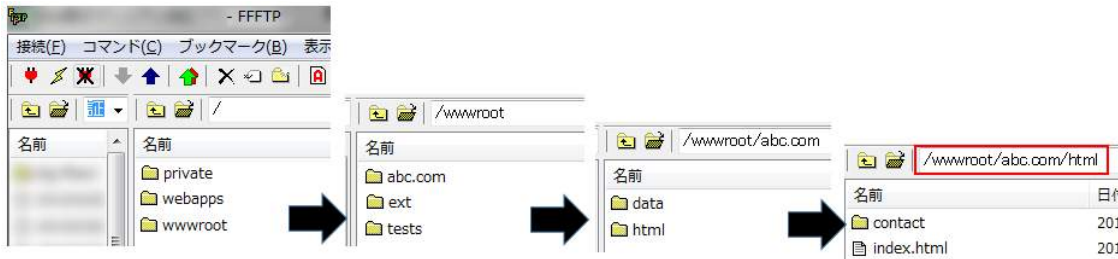 - FFFTP
接続(F) コマンド(C) ブックマーク(B) 表示
/
名前
名前
private
webapps
wwwroot
/wwwroot
名前
abc.com
ext
tests
/wwwroot/abc.com
名前
data
html
/wwwroot/abc.com/html
名前 日付
contact 201
index.html 201